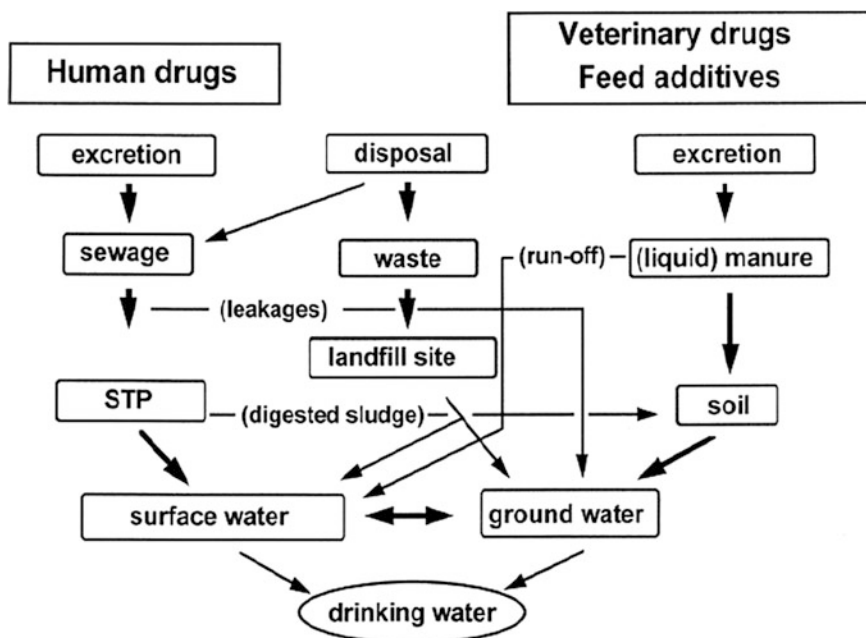 Human drugs
Veterinary drugs
Feed additives
excretion
disposal
excretion
sewage
waste
(run-off)
(liquid) manure
(leakages)
landfill site
STP
(digested sludge)
soil
surface water
ground water
drinking water